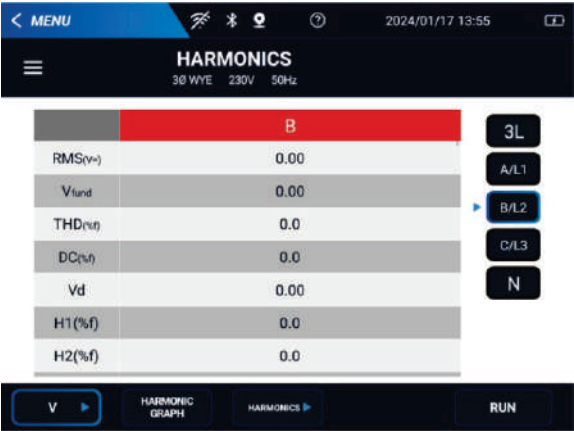 < MENU 2024/01/17 13:55
HARMONICS
3Ø WYE 230V 50Hz
B
RMS(V~) 0.00
Vfund 0.00
THD(%f) 0.0
DC(%f) 0.0
Vd 0.00
H1(%f) 0.0
H2(%f) 0.0
3L
A/L1
B/L2
C/L3
N
V
HARMONIC
GRAPH
HARMONICS
RUN